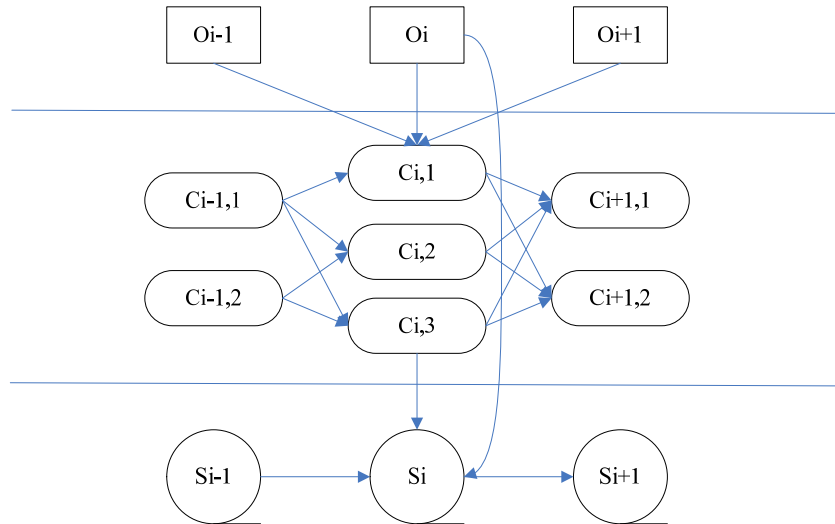 Oi-1
Oi
Oi+1
Ci,1
Ci-1,1
Ci+1,1
Ci,2
Ci-1,2
Ci+1,2
Ci,3
Si-1
Si
Si+1